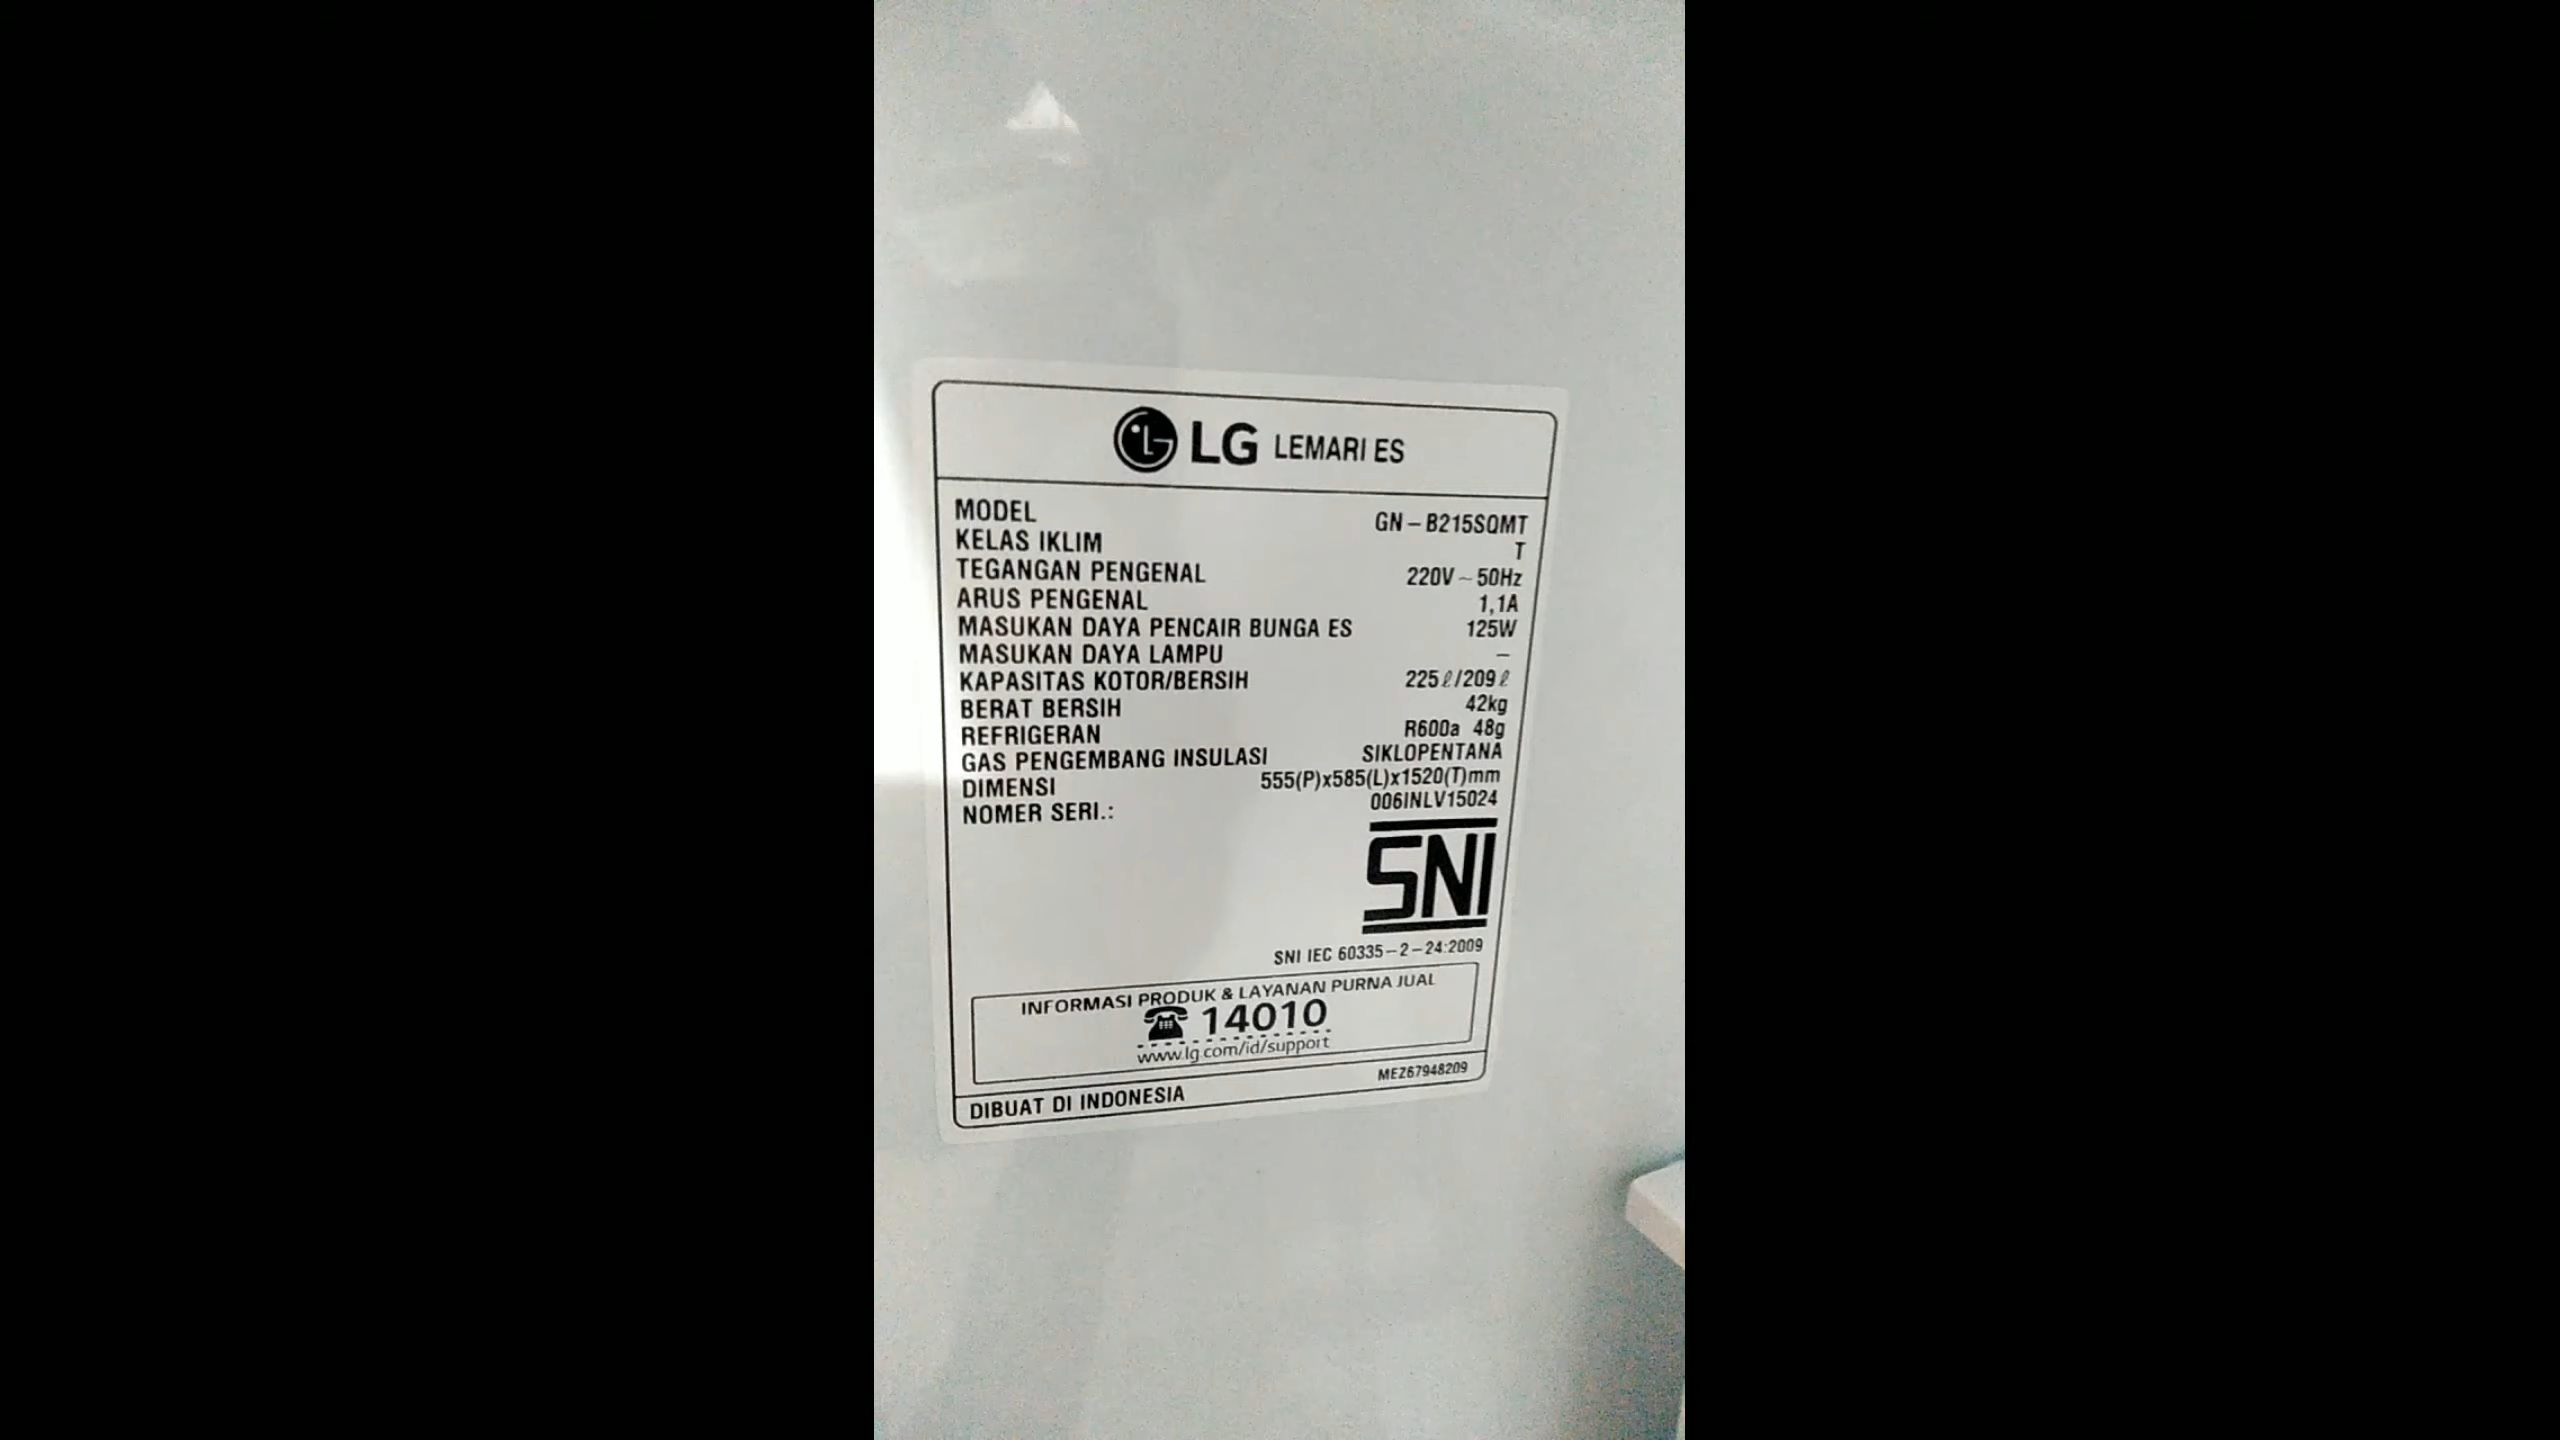 LG LEMARI ES
MODEL GN-B215SQMT
KELAS IKLIM T
TEGANGAN PENGENAL 220V~50Hz
ARUS PENGENAL 1,1A
MASUKAN DAYA PENCAIR BUNGA ES 125W
MASUKAN DAYA LAMPU –
KAPASITAS KOTOR/BERSIH 225ℓ/209ℓ
BERAT BERSIH 42kg
REFRIGERAN R600a 48g
GAS PENGEMBANG INSULASI SIKLOPENTANA
DIMENSI 555(P)x585(L)x1520(T)mm
NOMER SERI.: 006INLV15024
SNI
SNI IEC 60335-2-24:2009
INFORMASI PRODUK & LAYANAN PURNA JUAL
14010
www.lg.com/id/support
MEZ67948209
DIBUAT DI INDONESIA